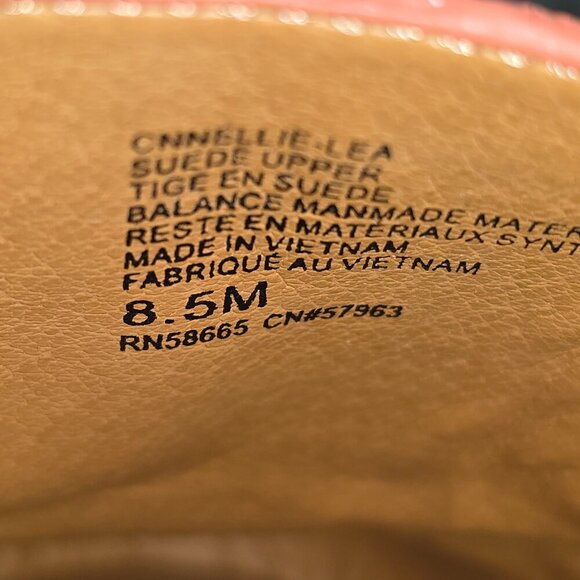 CNNELLIE-LEA
SUEDE UPPER
TIGE EN SUEDE
BALANCE MANMADE MATER
RESTE EN MATÉRIAUX SYNT
MADE IN VIETNAM
FABRIQUÉ AU VIETNAM
8.5M
RN58665 CN#57963